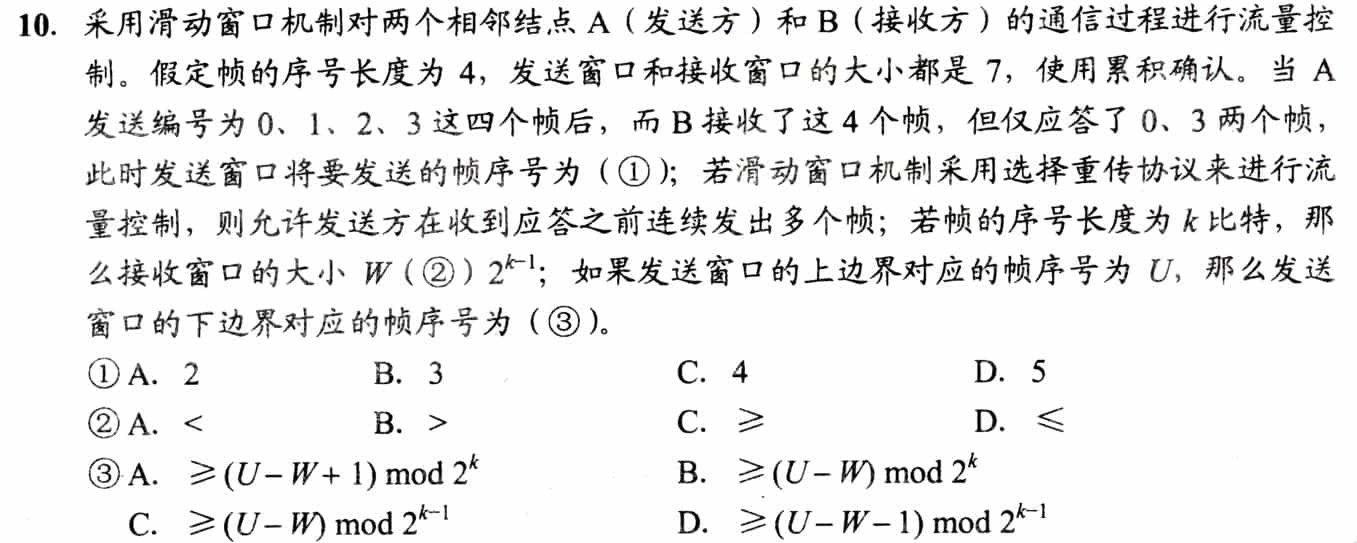 10. 采用滑动窗口机制对两个相邻结点 A（发送方）和 B（接收方）的通信过程进行流量控
制。假定帧的序号长度为 4，发送窗口和接收窗口的大小都是 7，使用累积确认。当 A
发送编号为 0、1、2、3 这四个帧后，而 B 接收了这 4 个帧，但仅应答了 0、3 两个帧，
此时发送窗口将要发送的帧序号为（①）；若滑动窗口机制采用选择重传协议来进行流
量控制，则允许发送方在收到应答之前连续发出多个帧；若帧的序号长度为 k 比特，那
么接收窗口的大小 W（②）2^{k-1}；如果发送窗口的上边界对应的帧序号为 U，那么发送
窗口的下边界对应的帧序号为（③）。
① A. 2 B. 3 C. 4 D. 5
② A. < B. > C. ≥ D. ≤
③ A. ≥(U−W+1) mod 2^k B. ≥(U−W) mod 2^k
C. ≥(U−W) mod 2^{k-1} D. ≥(U−W−1) mod 2^{k-1}